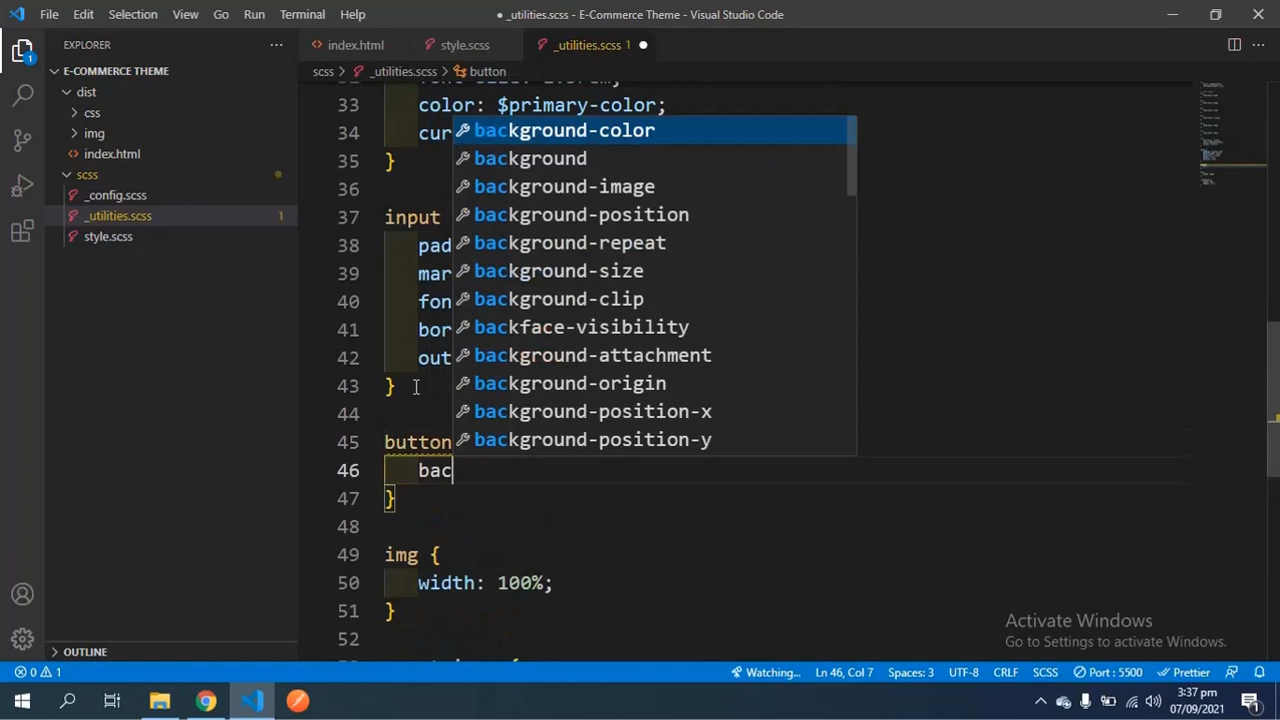 File Edit Selection View Go Run Terminal Help
● _utilities.scss - E-Commerce Theme - Visual Studio Code
EXPLORER
index.html
style.scss
_utilities.scss 1
E-COMMERCE THEME
scss > _utilities.scss > button
dist
css
img
index.html
scss
_config.scss
_utilities.scss 1
style.scss
33 color: $primary-color;
34 cur
35 }
36
37 input
38 pad
39 mar
40 fon
41 bor
42 out
43 }
44
45 button
46 bac
47 }
48
49 img {
50 width: 100%;
51 }
52
background-color
background
background-image
background-position
background-repeat
background-size
background-clip
backface-visibility
background-attachment
background-origin
background-position-x
background-position-y
Activate Windows
Go to Settings to activate Windows.
OUTLINE
0 1
Watching...
Ln 46, Col 7
Spaces: 3
UTF-8
CRLF
SCSS
Port : 5500
Prettier
3:37 pm
07/09/2021